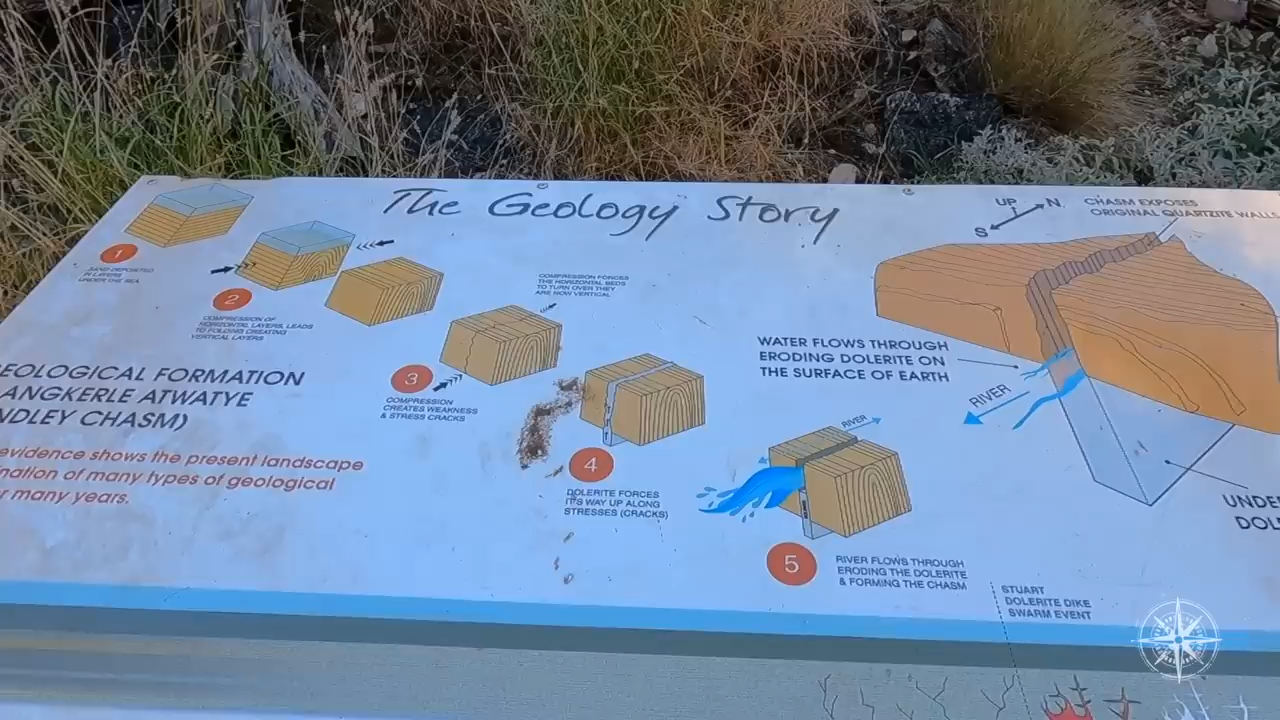 The Geology Story
1
SAND DEPOSITED
IN LAYERS
UNDER THE SEA.
2
COMPRESSION OF
HORIZONTAL LAYERS, LEADS
TO FOLDING CREATING
VERTICAL LAYERS
COMPRESSION FORCES
THE HORIZONTAL BEDS
TO TURN OVER THEY
ARE NOW VERTICAL
3
COMPRESSION
CREATES WEAKNESS
& STRESS CRACKS
4
DOLERITE FORCES
IT'S WAY UP ALONG
STRESSES (CRACKS)
RIVER
5
RIVER FLOWS THROUGH
ERODING THE DOLERITE
& FORMING THE CHASM
UP
N
S
CHASM EXPOSES
ORIGINAL QUARTZITE WALLS
WATER FLOWS THROUGH
ERODING DOLERITE ON
THE SURFACE OF EARTH
RIVER
UNDE
DOL
EOLOGICAL FORMATION
ANGKERLE ATWATYE
NDLEY CHASM)
evidence shows the present landscape
nation of many types of geological
r many years.
STUART
DOLERITE DIKE
SWARM EVENT